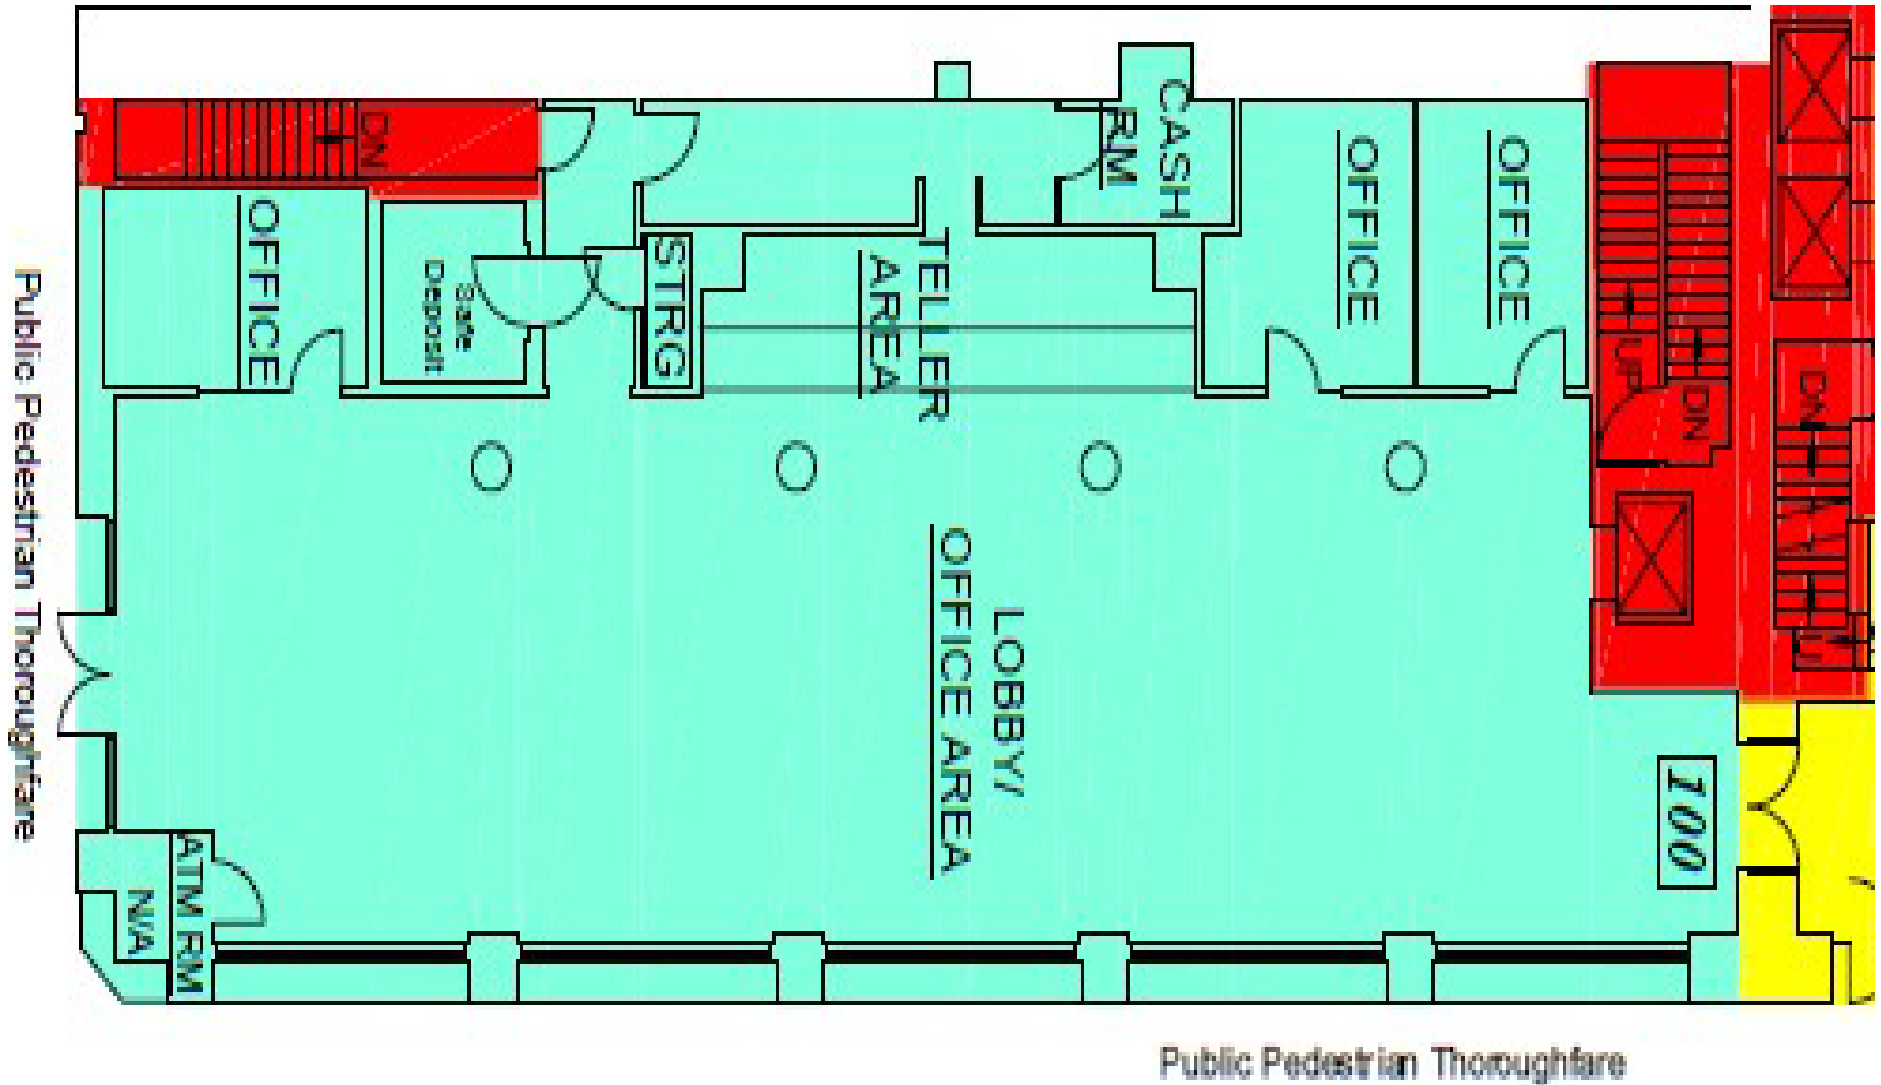 DN
CASH
RM
OFFICE
OFFICE
OFFICE
Safe
Deposit
STRG
TELLER
AREA
UP
DN
DN
LOBBY/
OFFICE AREA
100
ATM RM
N/A
Public Pedestrian Thoroughfare
Public Pedestrian Thoroughfare